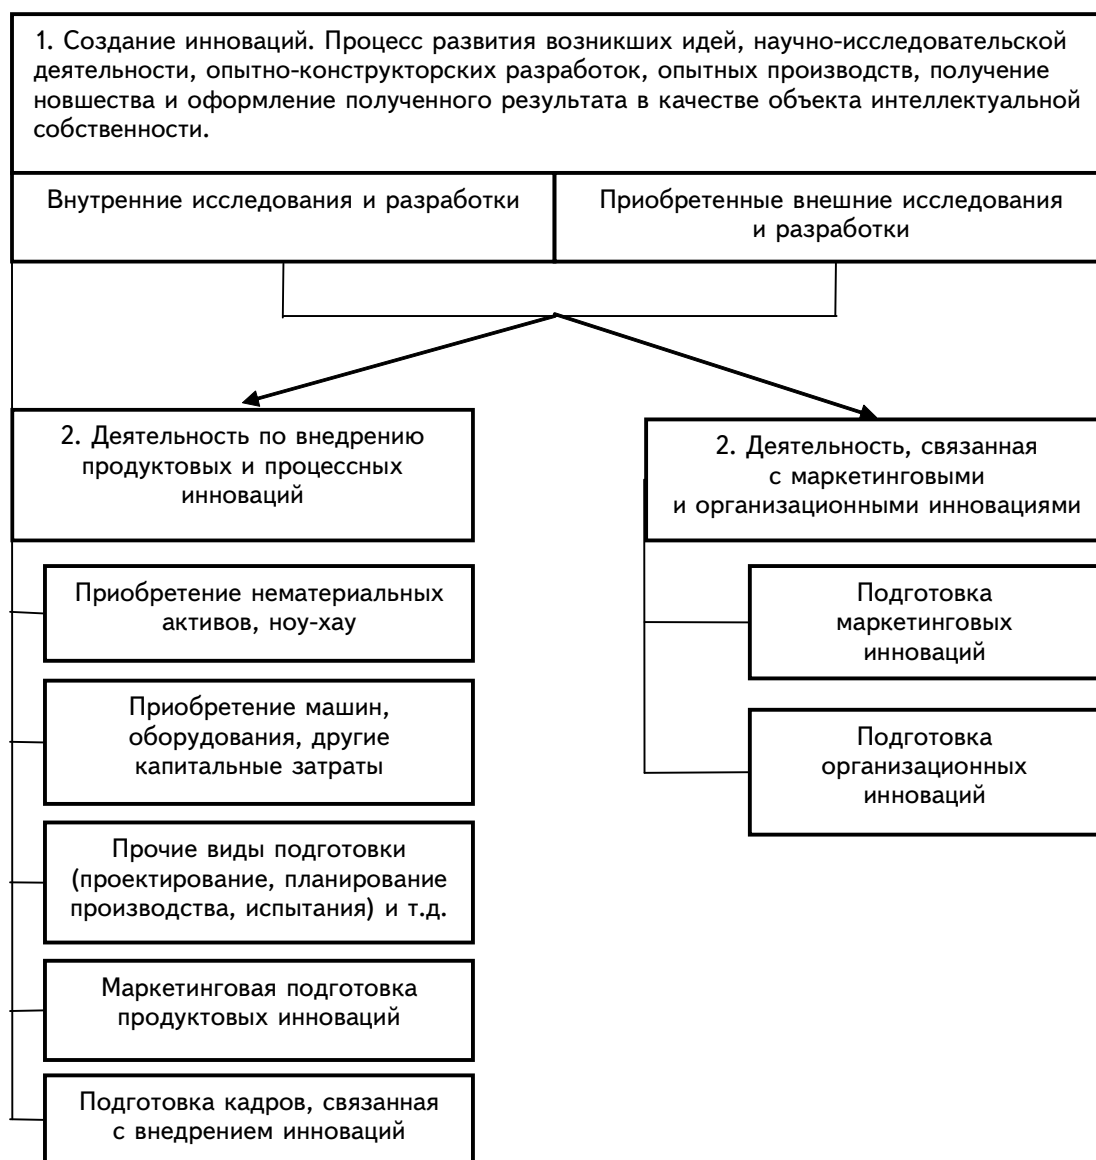 1. Создание инноваций. Процесс развития возникших идей, научно-исследовательской
деятельности, опытно-конструкторских разработок, опытных производств, получение
новшества и оформление полученного результата в качестве объекта интеллектуальной
собственности.
Внутренние исследования и разработки
Приобретенные внешние исследования
и разработки
2. Деятельность по внедрению
продуктовых и процессных
инноваций
Приобретение нематериальных
активов, ноу-хау
Приобретение машин,
оборудования, другие
капитальные затраты
Прочие виды подготовки
(проектирование, планирование
производства, испытания) и т.д.
Маркетинговая подготовка
продуктовых инноваций
Подготовка кадров, связанная
с внедрением инноваций
2. Деятельность, связанная
с маркетинговыми
и организационными инновациями
Подготовка
маркетинговых
инноваций
Подготовка
организационных
инноваций